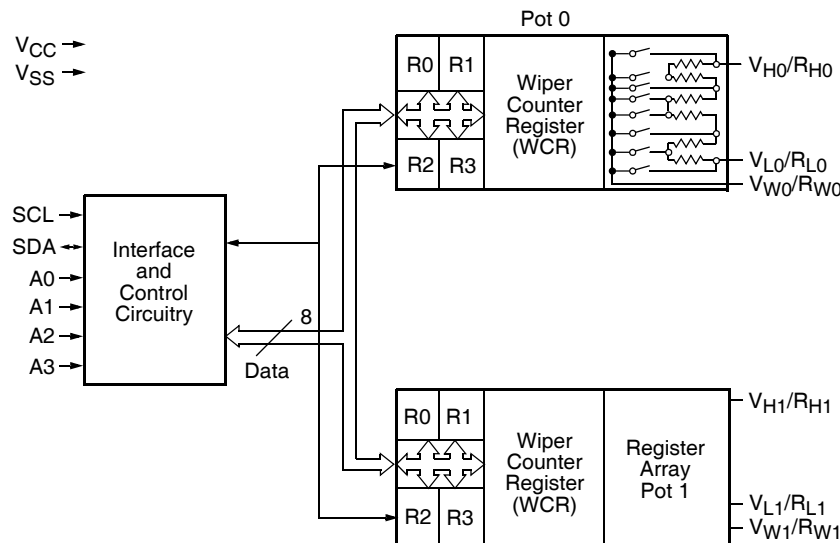 Pot 0
VCC
VSS
R0 R1
R2 R3
Wiper
Counter
Register
(WCR)
VH0/RH0
VL0/RL0
VW0/RW0
SCL
SDA
A0
A1
A2
A3
Interface
and
Control
Circuitry
8
Data
R0 R1
R2 R3
Wiper
Counter
Register
(WCR)
Register
Array
Pot 1
VH1/RH1
VL1/RL1
VW1/RW1